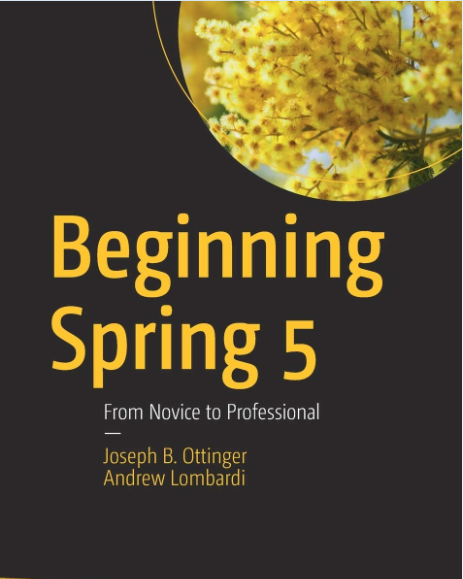 Beginning
Spring 5
From Novice to Professional
Joseph B. Ottinger
Andrew Lombardi